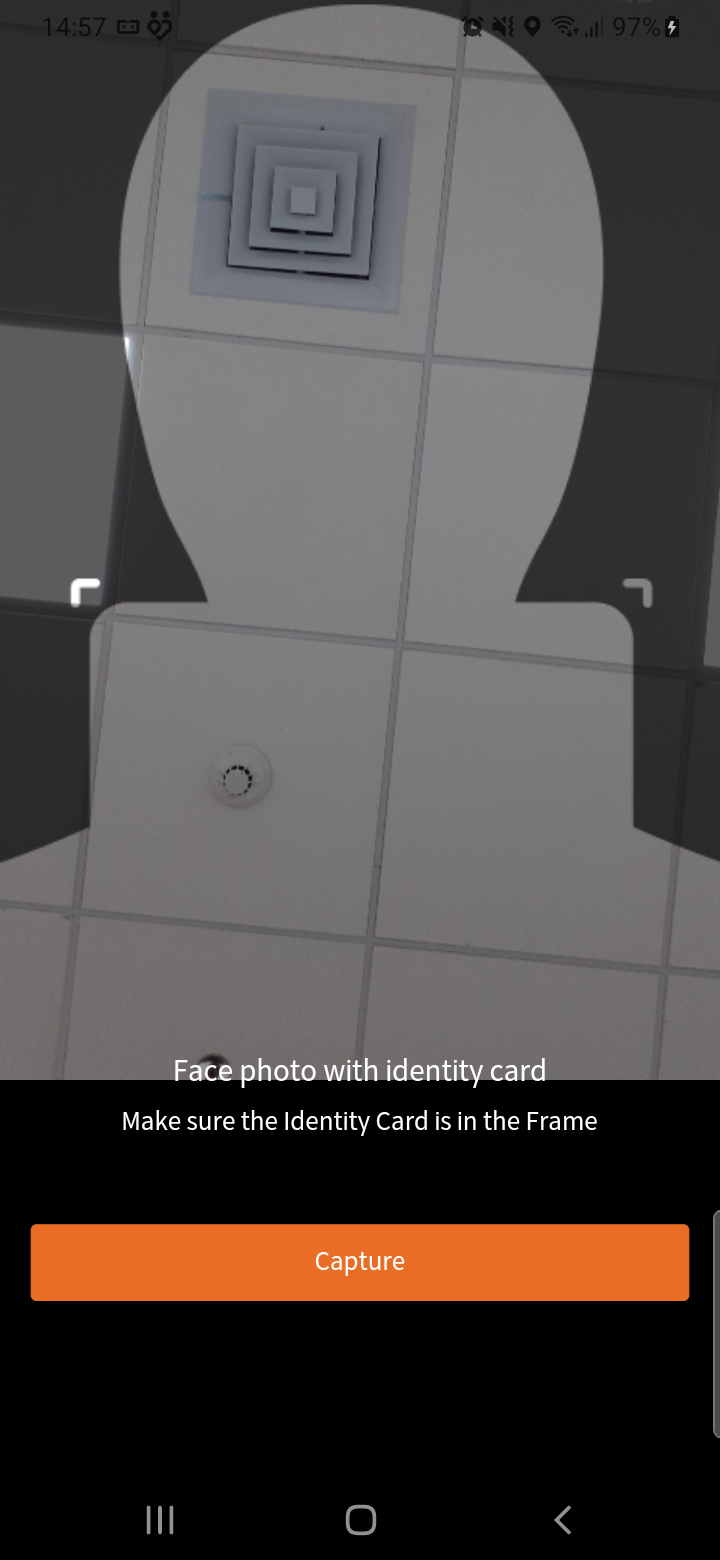 14:57 97%
Face photo with identity card
Make sure the Identity Card is in the Frame
Capture